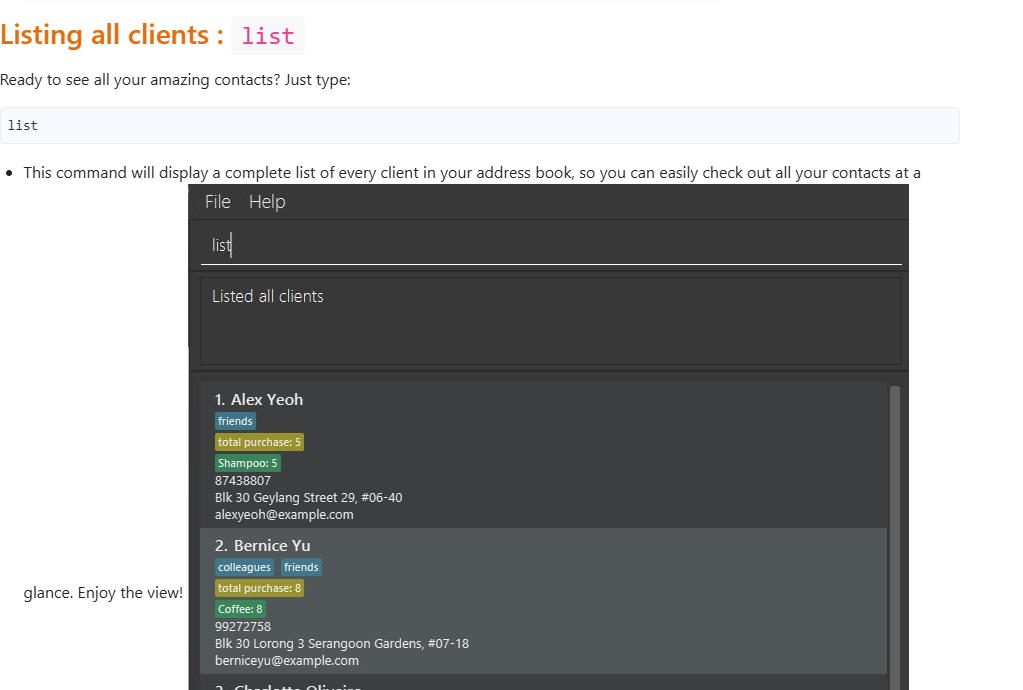 Listing all clients : list
Ready to see all your amazing contacts? Just type:
list
This command will display a complete list of every client in your address book, so you can easily check out all your contacts at a
File Help
list
Listed all clients
1. Alex Yeoh
friends
total purchase: 5
Shampoo: 5
87438807
Blk 30 Geylang Street 29, #06-40
alexyeoh@example.com
2. Bernice Yu
colleagues friends
total purchase: 8
Coffee: 8
99272758
Blk 30 Lorong 3 Serangoon Gardens, #07-18
berniceyu@example.com
3. Charlotte Oliveiro
glance. Enjoy the view!